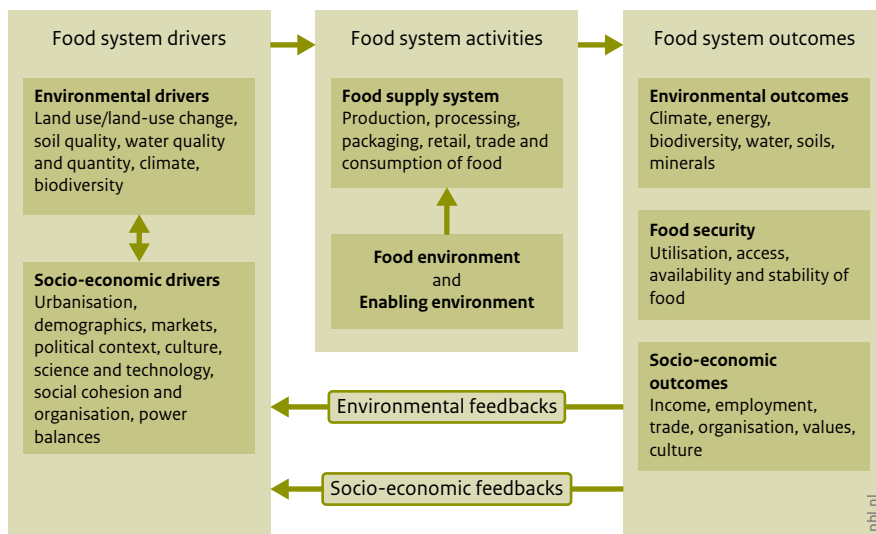 Food system drivers
Environmental drivers
Land use/land-use change,
soil quality, water quality
and quantity, climate,
biodiversity
Socio-economic drivers
Urbanisation,
demographics, markets,
political context, culture,
science and technology,
social cohesion and
organisation, power
balances
Food system activities
Food supply system
Production, processing,
packaging, retail, trade and
consumption of food
Food environment
and
Enabling environment
Food system outcomes
Environmental outcomes
Climate, energy,
biodiversity, water, soils,
minerals
Food security
Utilisation, access,
availability and stability of
food
Socio-economic
outcomes
Income, employment,
trade, organisation, values,
culture
Environmental feedbacks
Socio-economic feedbacks
pbl.nl